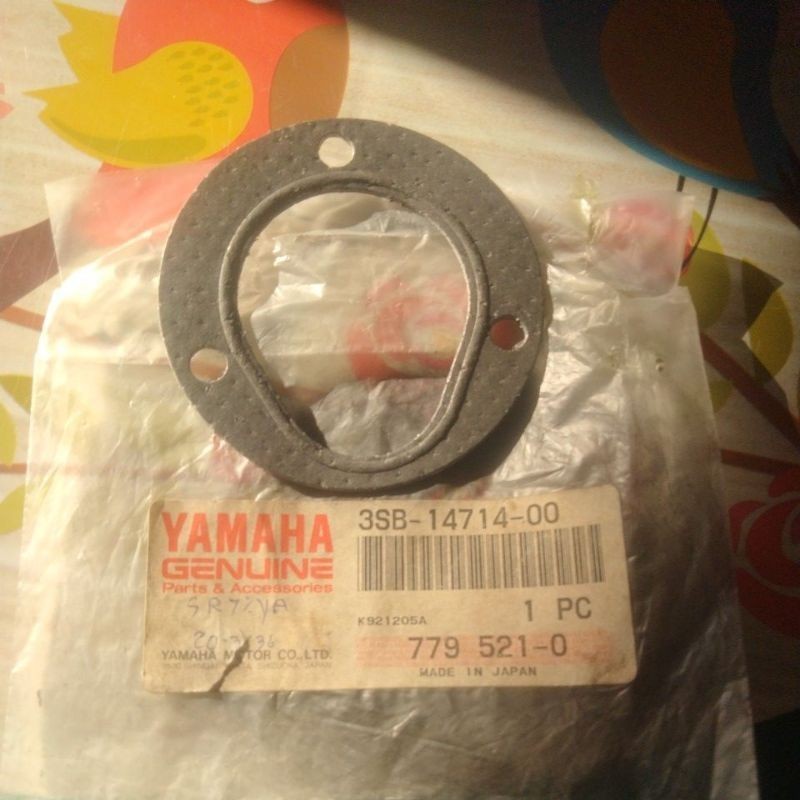 YAMAHA
GENUINE
Parts & Accessories
YAMAHA MOTOR CO., LTD.
3SB-14714-00
K921205A
1 PC
779 521-0
MADE IN JAPAN